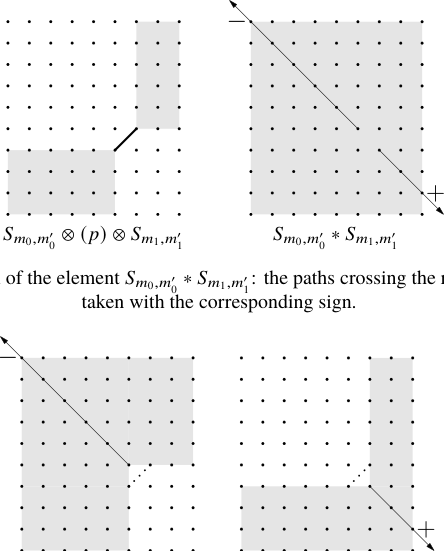 −
+
S_{m_0,m'_0} ⊗ (p) ⊗ S_{m_1,m'_1}
S_{m_0,m'_0} ∗ S_{m_1,m'_1}
of the element S_{m_0,m'_0} ∗ S_{m_1,m'_1}: the paths crossing the
taken with the corresponding sign.
−
+